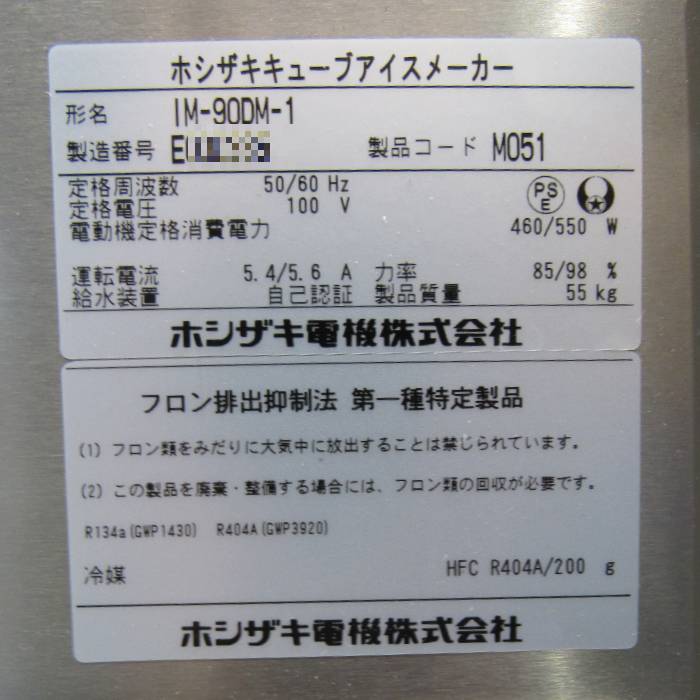 ホシザキキューブアイスメーカー
形名 IM-90DM-1
製造番号 E 製品コード M051
定格周波数 50/60 Hz PSE
定格電圧 100 V
電動機定格消費電力 460/550 W
運転電流 5.4/5.6 A 力率 85/98 %
給水装置 自己認証 製品質量 55 kg
ホシザキ電機株式会社
フロン排出抑制法 第一種特定製品
(1) フロン類をみだりに大気中に放出することは禁じられています。
(2) この製品を廃棄・整備する場合には、フロン類の回収が必要です。
R134a(GWP1430) R404A(GWP3920)
冷媒 HFC R404A/200 g
ホシザキ電機株式会社